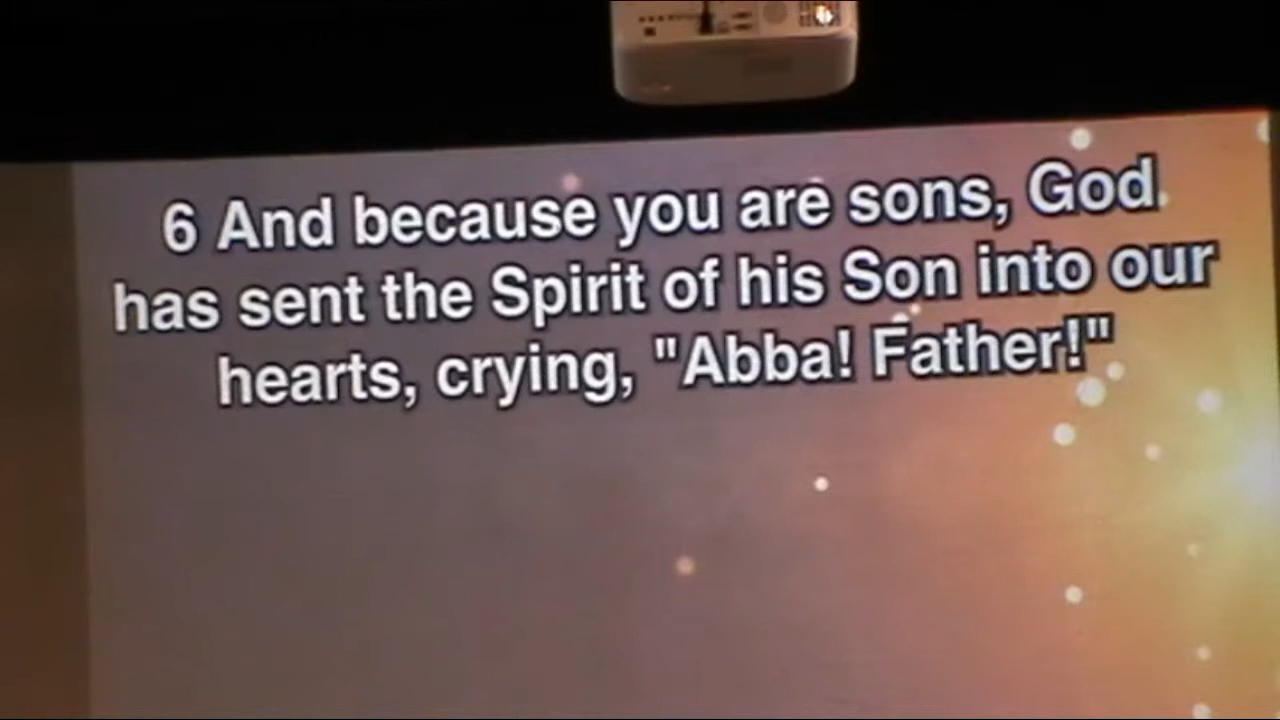 6 And because you are sons, God
has sent the Spirit of his Son into our
hearts, crying, "Abba! Father!"